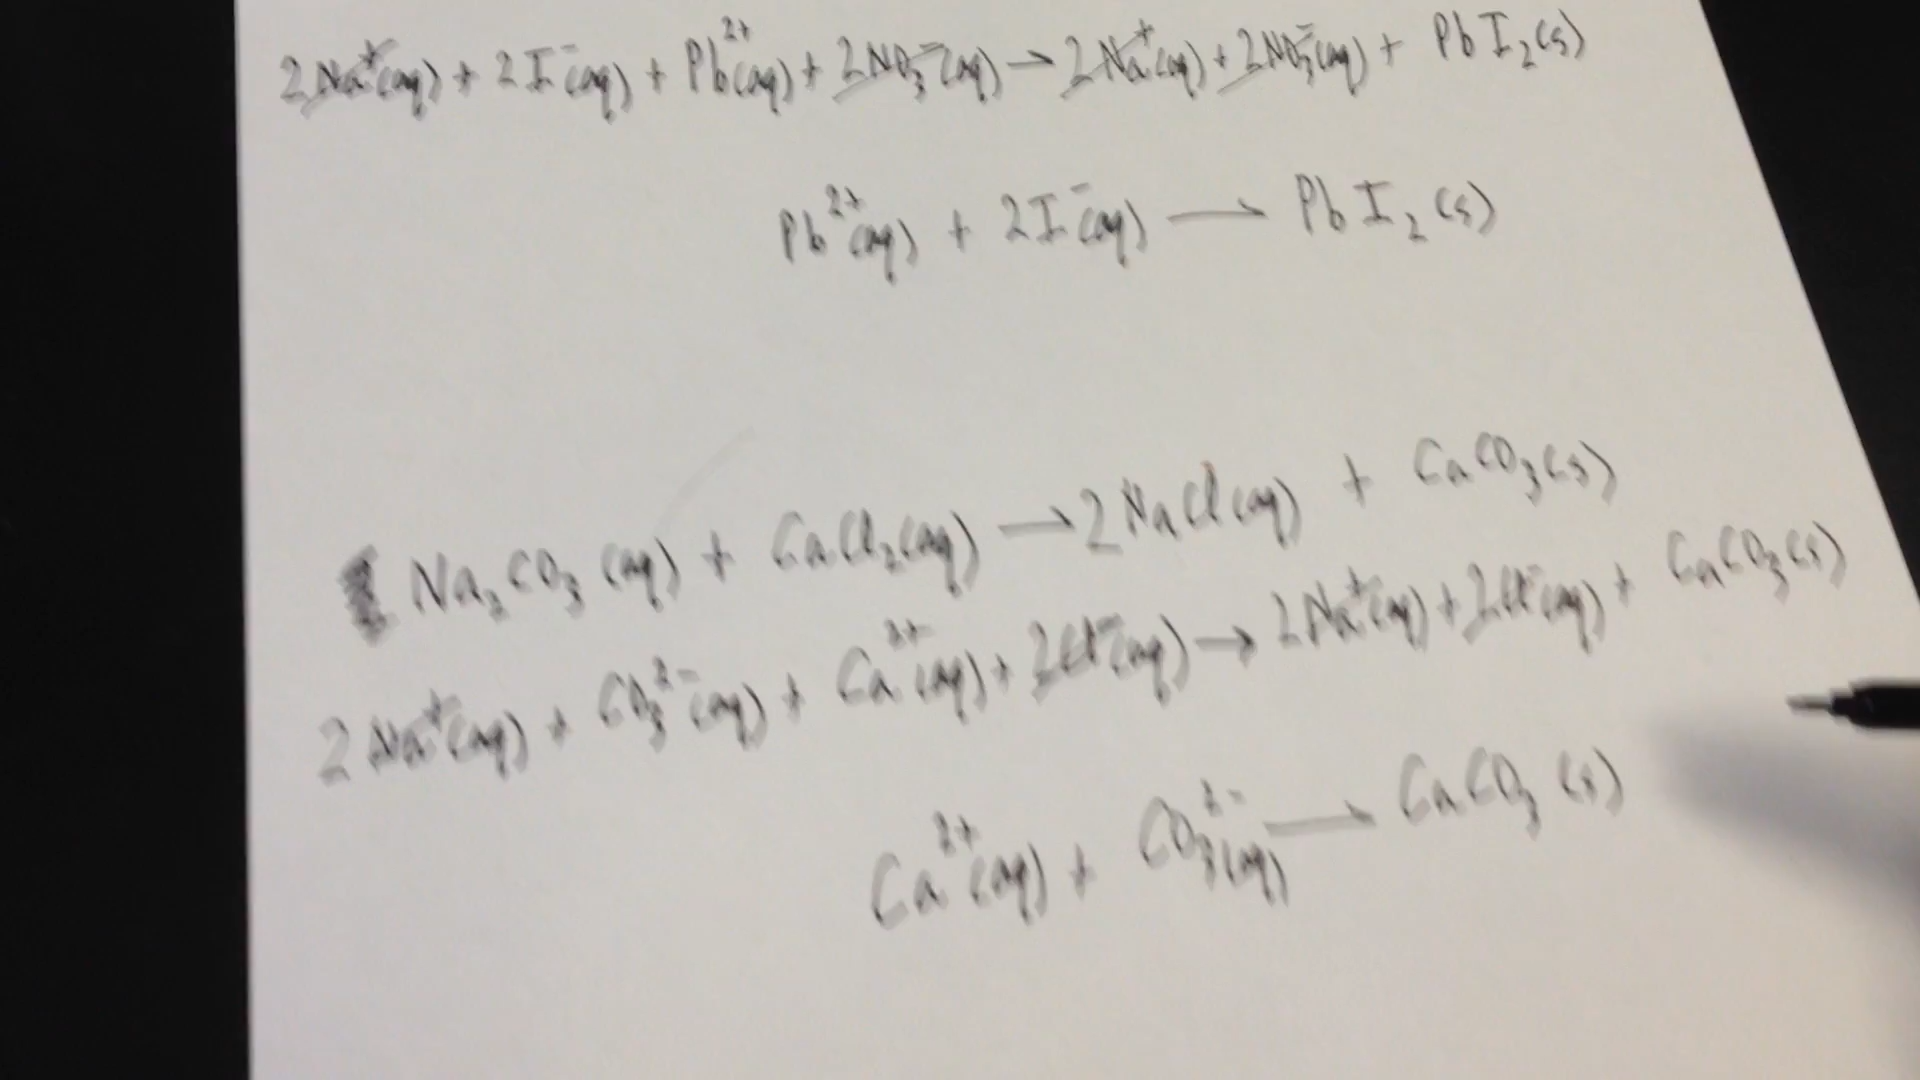 2Na⁺(aq) + 2I⁻(aq) + Pb²⁺(aq) + 2NO₃⁻(aq) → 2Na⁺(aq) + 2NO₃⁻(aq) + PbI₂(s)
Pb²⁺(aq) + 2I⁻(aq) → PbI₂(s)
Na₂CO₃(aq) + CaCl₂(aq) → 2NaCl(aq) + CaCO₃(s)
2Na⁺(aq) + CO₃²⁻(aq) + Ca²⁺(aq) + 2Cl⁻(aq) → 2Na⁺(aq) + 2Cl⁻(aq) + CaCO₃(s)
Ca²⁺(aq) + CO₃²⁻(aq) → CaCO₃(s)